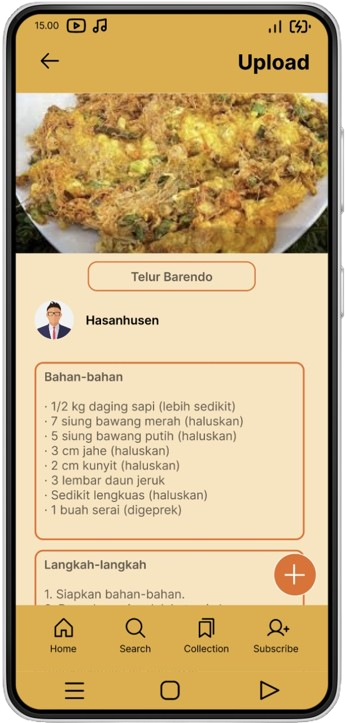 15.00
Upload
Telur Barendo
Hasanhusen
Bahan-bahan
· 1/2 kg daging sapi (lebih sedikit)
· 7 siung bawang merah (haluskan)
· 5 siung bawang putih (haluskan)
· 3 cm jahe (haluskan)
· 2 cm kunyit (haluskan)
· 3 lembar daun jeruk
· Sedikit lengkuas (haluskan)
· 1 buah serai (digeprek)
Langkah-langkah
1. Siapkan bahan-bahan.
Home
Search
Collection
Subscribe